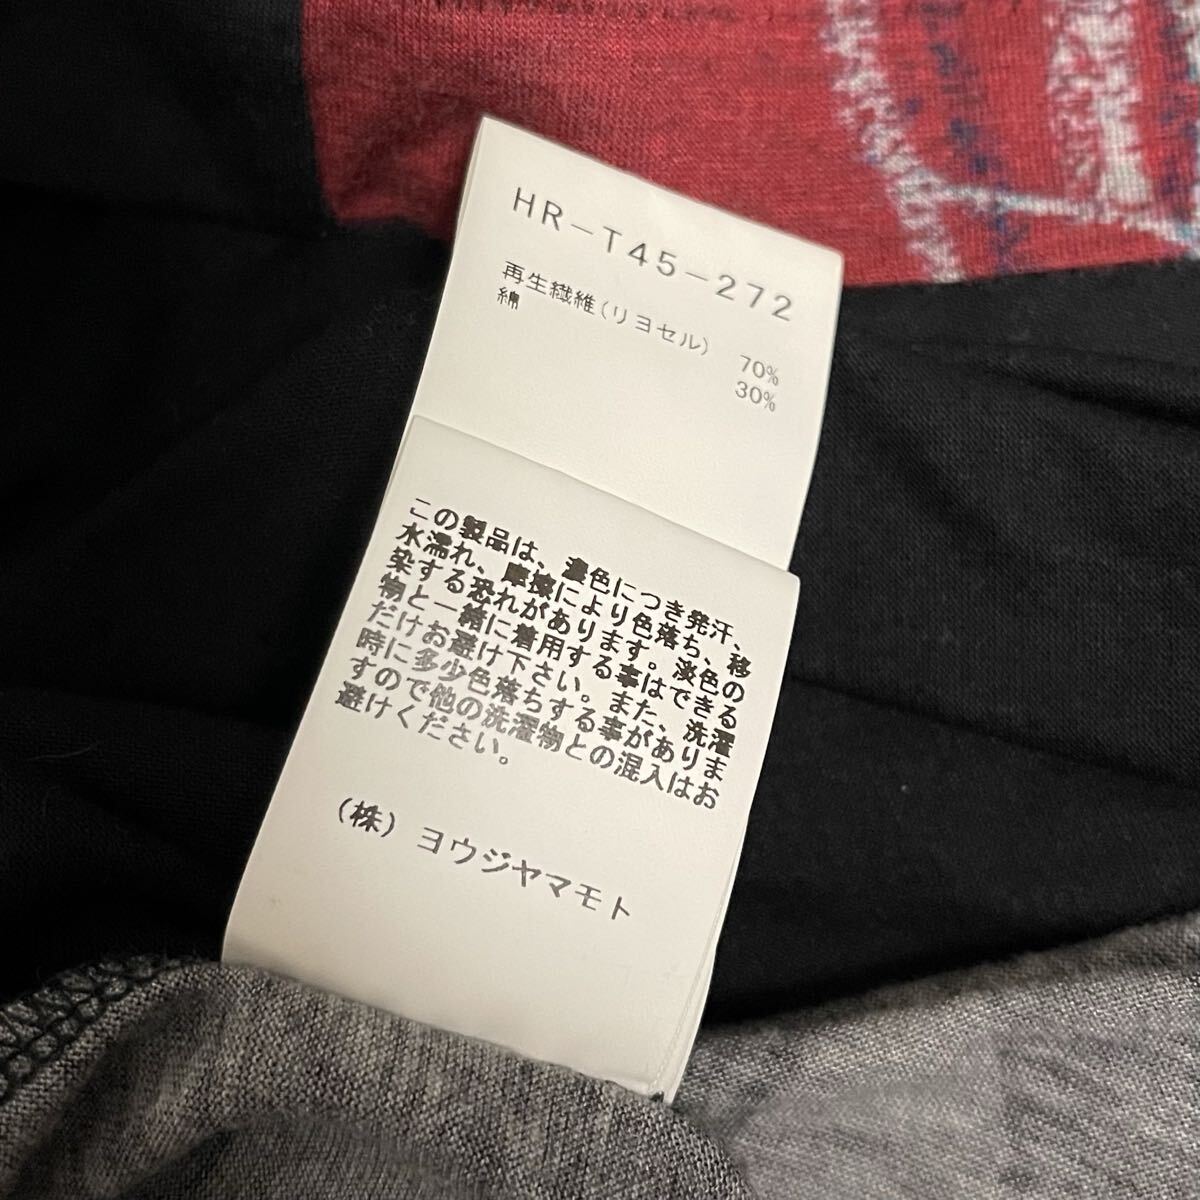 HR-T45-272
再生繊維(リヨセル) 70%
綿 30%
この製品は、濃色につき発汗、
水濡れ、摩擦により色落ち、移
染する恐れがあります。淡色の
物と一緒に着用する事はできる
だけお避け下さい。また、洗濯
時に多少色落ちする事がありま
すので他の洗濯物との混入はお
避けください。
(株)ヨウジヤマモト